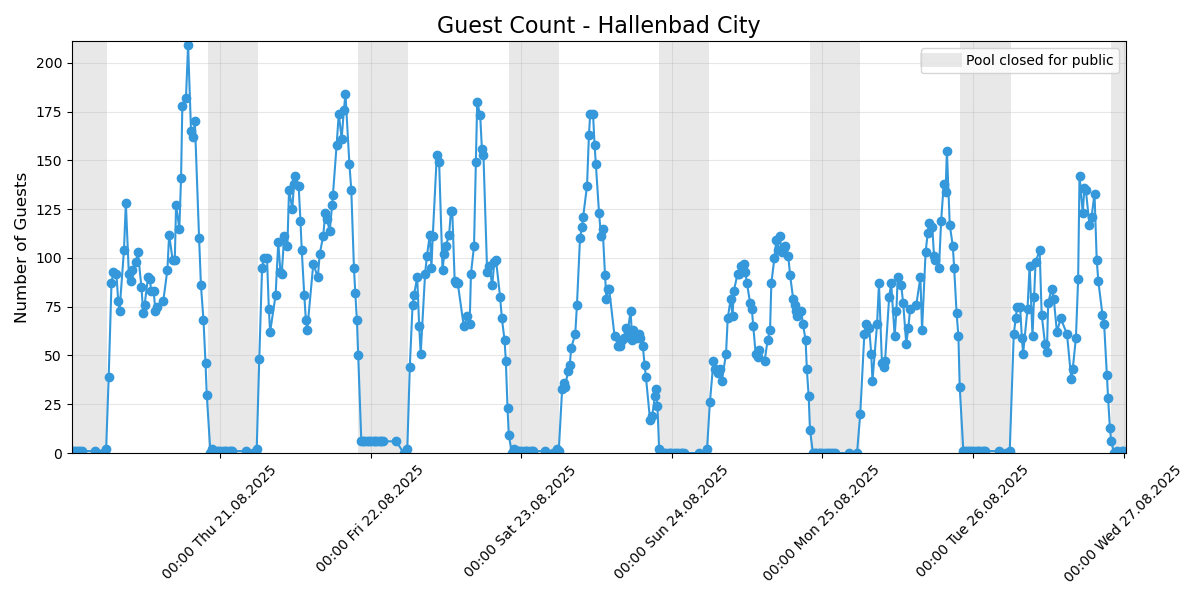 Guest Count - Hallenbad City
Pool closed for public
Number of Guests
200
175
150
125
100
75
50
25
0
00:00 Thu 21.08.2025
00:00 Fri 22.08.2025
00:00 Sat 23.08.2025
00:00 Sun 24.08.2025
00:00 Mon 25.08.2025
00:00 Tue 26.08.2025
00:00 Wed 27.08.2025